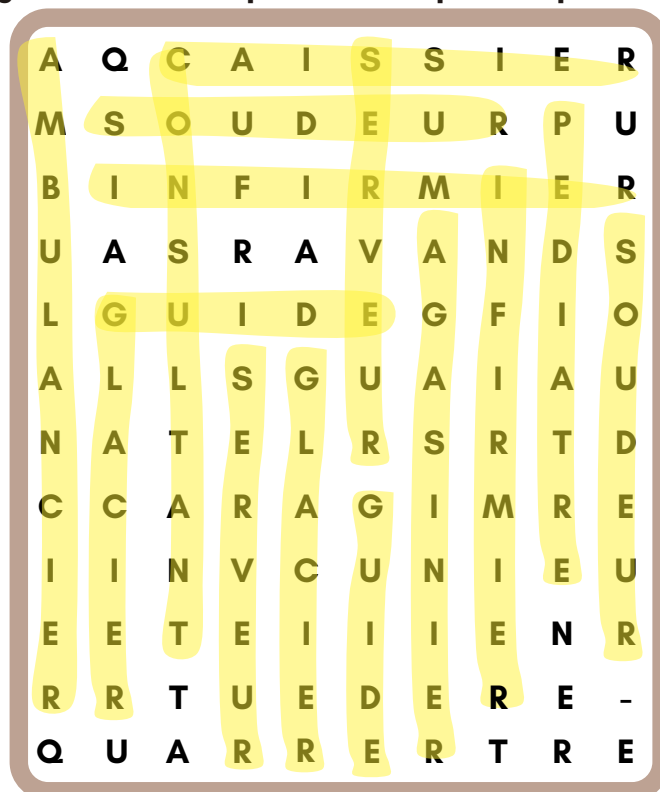 A Q C A I S S I E R
M S O U D E U R P U
B I N F I R M I E R
U A S R A V A N D S
L G U I D E G F I O
A L L S G U A I A U
N A T E L R S R T D
C C A R A G I M R E
I I N V C U N I E U
E E T E I I I E N R
R R T U E D E R E -
Q U A R R E R T R E